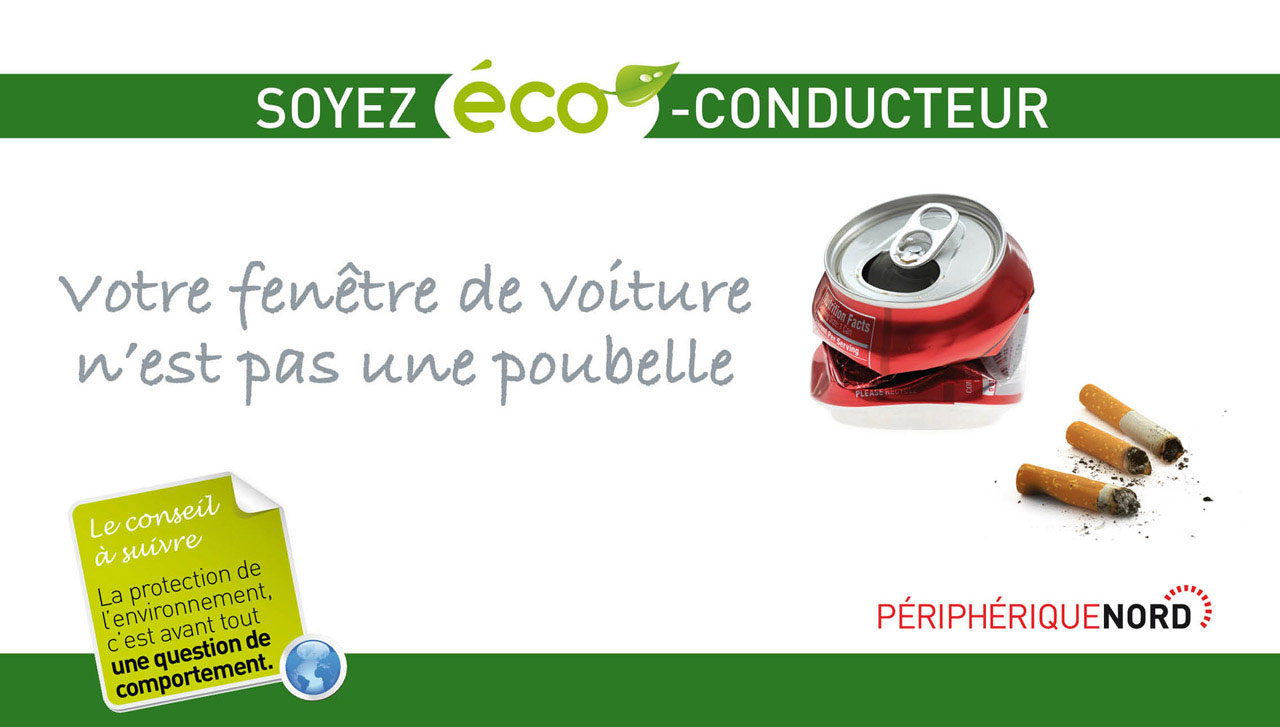 SOYEZ éco-CONDUCTEUR
Votre fenêtre de voiture
n'est pas une poubelle
Nutrition Facts
Per Serving
PLEASE RECYCLE
Le conseil
à suivre
La protection de
l'environnement,
c'est avant tout
une question de
comportement.
PÉRIPHÉRIQUENORD